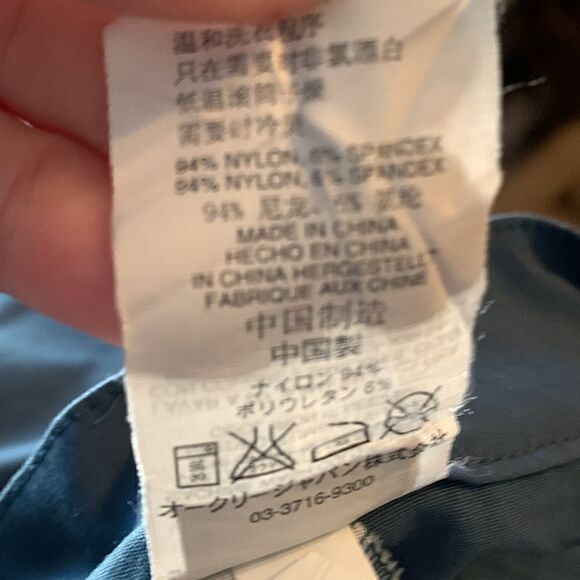 温和洗衣程序
只在需要时非氯漂白
低温滚筒干燥
需要时冷烫
94% NYLON, 6% SPANDEX
94% NYLON, 6% SPANDEX
94% 尼龙, 6% 氨纶
MADE IN CHINA
HECHO EN CHINA
IN CHINA HERGESTELLT
FABRIQUE AUX CHINE
中国制造
中国製
ナイロン 94%
ポリウレタン 6%
オークリージャパン株式会社
03-3716-9300